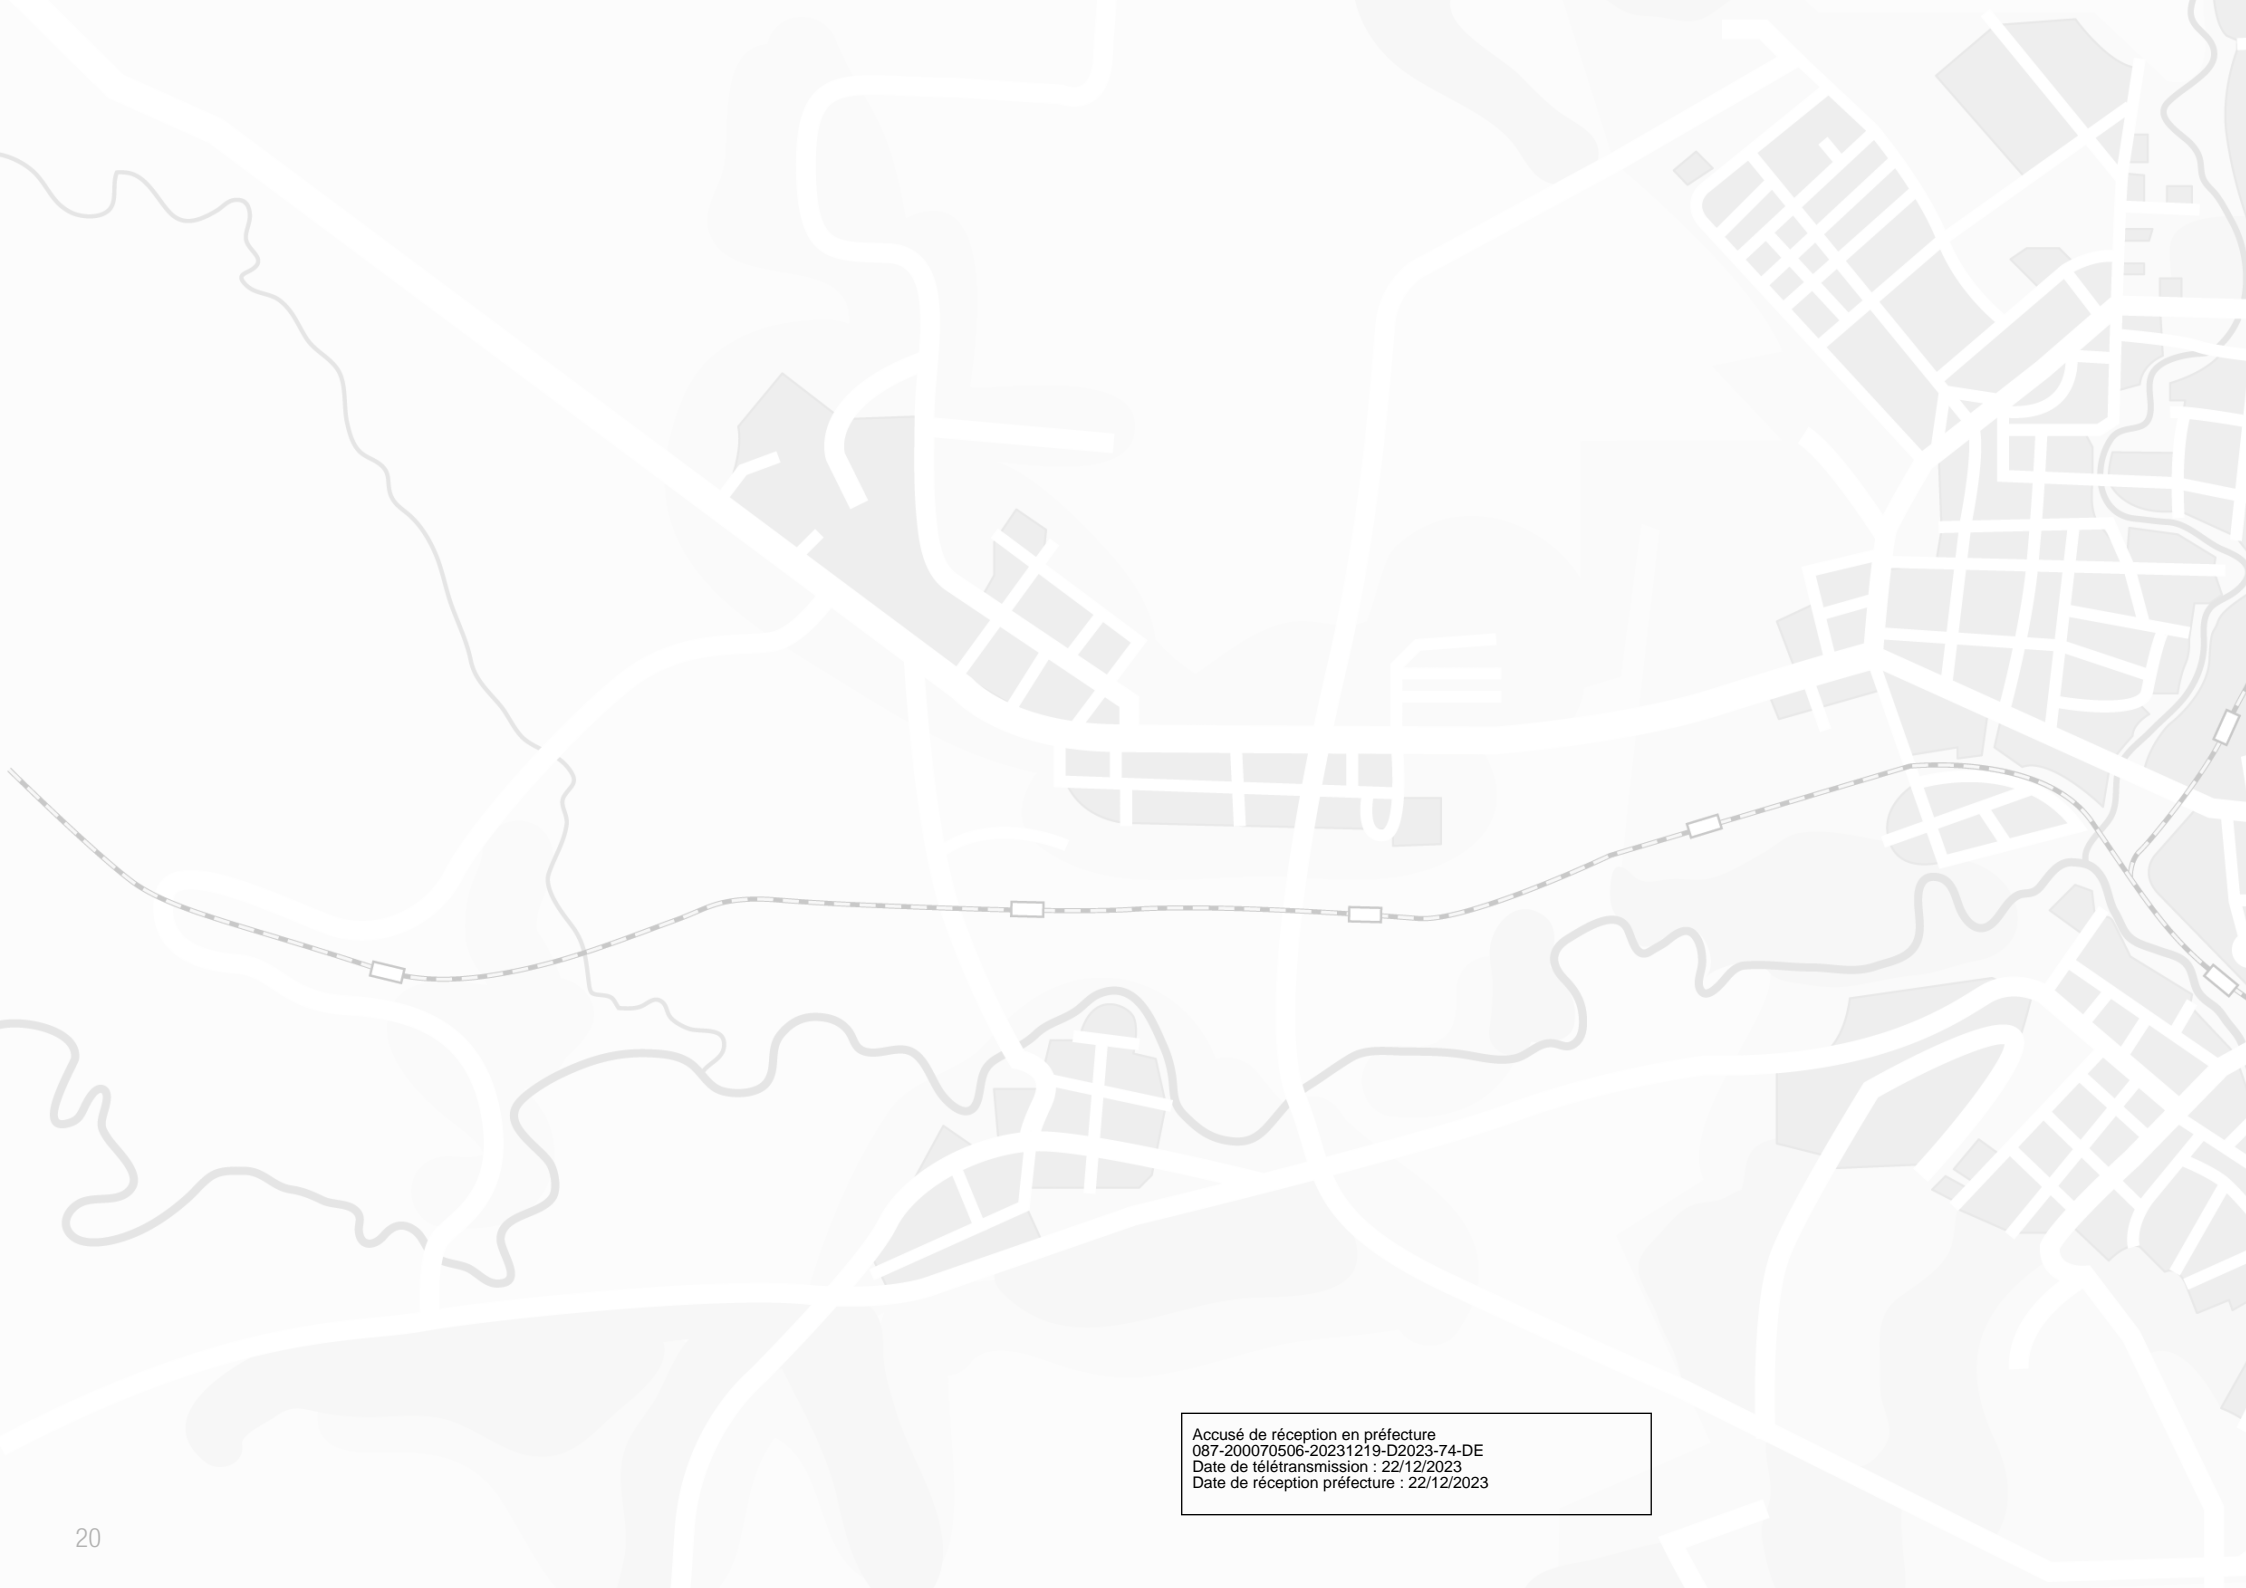 Accusé de réception en préfecture
087-200070506-20231219-D2023-74-DE
Date de télétransmission : 22/12/2023
Date de réception préfecture : 22/12/2023
20